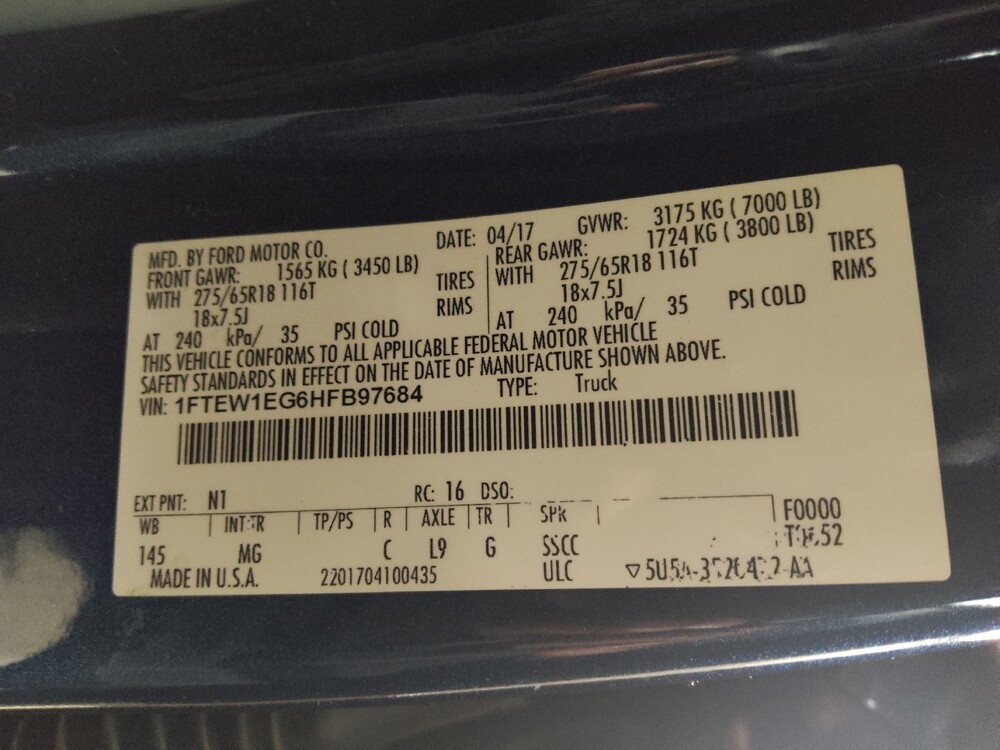 MFD. BY FORD MOTOR CO. DATE: 04/17 GVWR: 3175 KG ( 7000 LB)
FRONT GAWR: 1565 KG ( 3450 LB) REAR GAWR: 1724 KG ( 3800 LB)
WITH 275/65R18 116T TIRES WITH 275/65R18 116T TIRES
18x7.5J RIMS 18x7.5J RIMS
AT 240 kPa/ 35 PSI COLD AT 240 kPa/ 35 PSI COLD
THIS VEHICLE CONFORMS TO ALL APPLICABLE FEDERAL MOTOR VEHICLE
SAFETY STANDARDS IN EFFECT ON THE DATE OF MANUFACTURE SHOWN ABOVE.
VIN: 1FTEW1EG6HFB97684 TYPE: Truck
EXT PNT: N1 RC: 16 DSO:
WB INT TR TP/PS R AXLE TR SPR F0000
145 MG C L9 G SSCC
MADE IN U.S.A. 2201704100435 ULC